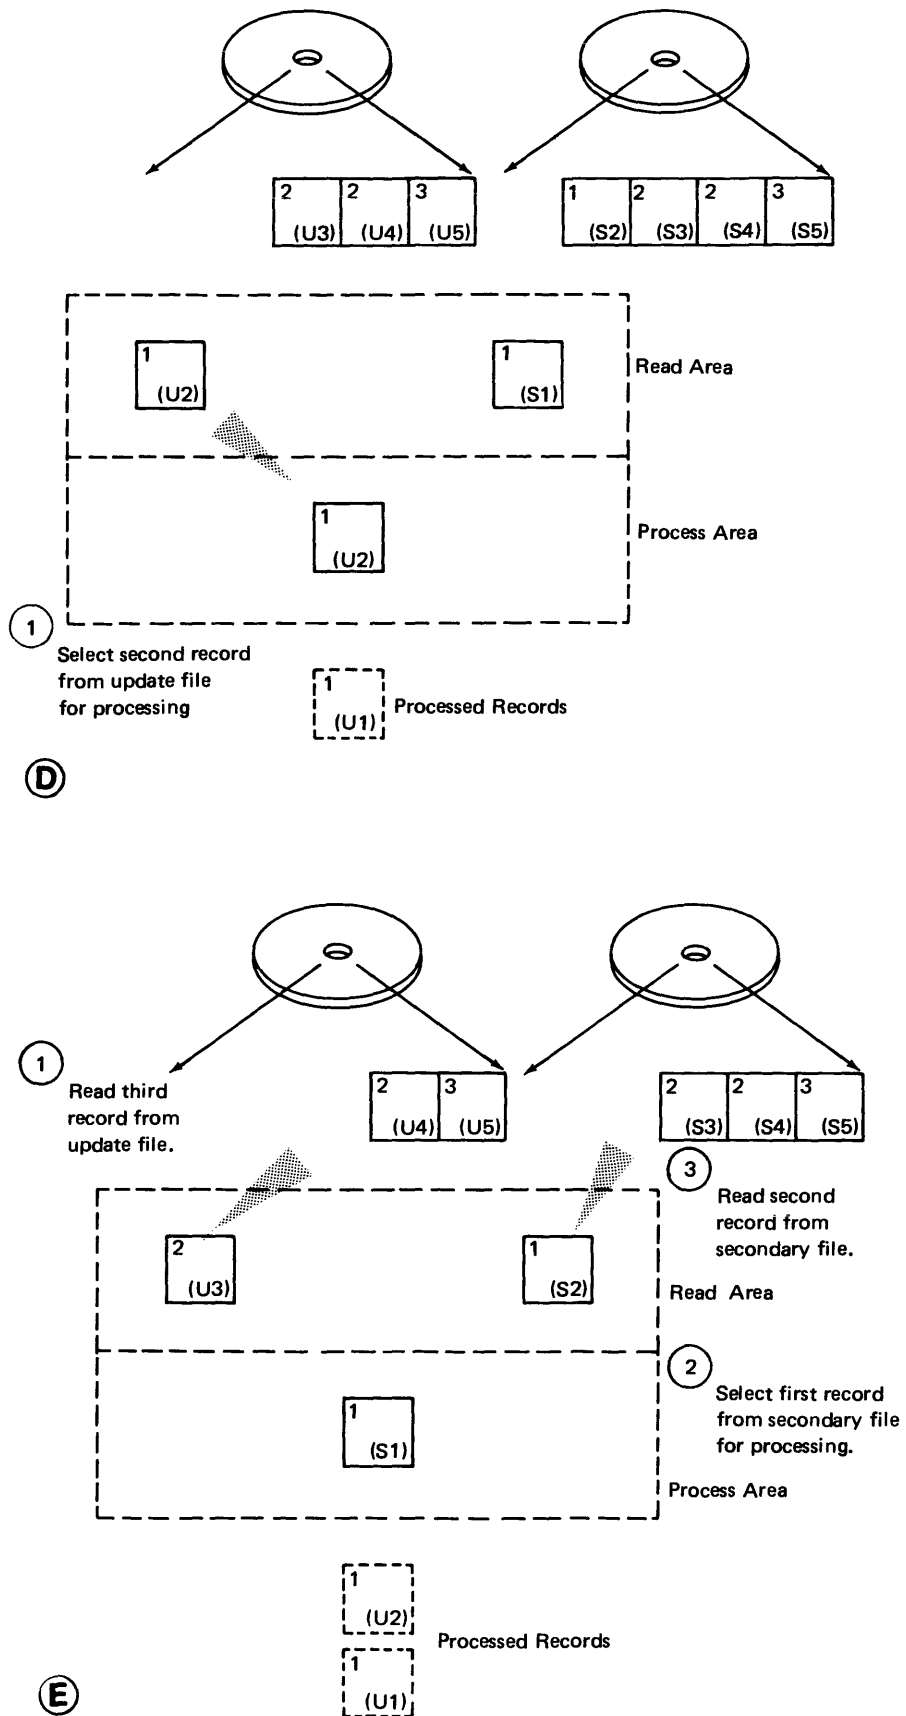 2 2 3 1 2 2 3
(U3) (U4) (U5) (S2) (S3) (S4) (S5)
1 1
(U2) (S1)
Read Area
1
(U2)
Process Area
1
Select second record
from update file
for processing
1
(U1)
Processed Records
D
1
Read third
record from
update file.
2 3 2 2 3
(U4) (U5) (S3) (S4) (S5)
3
Read second
record from
secondary file.
2 1
(U3) (S2)
Read Area
2
Select first record
from secondary file
for processing.
1
(S1)
Process Area
1
(U2)
Processed Records
1
(U1)
E